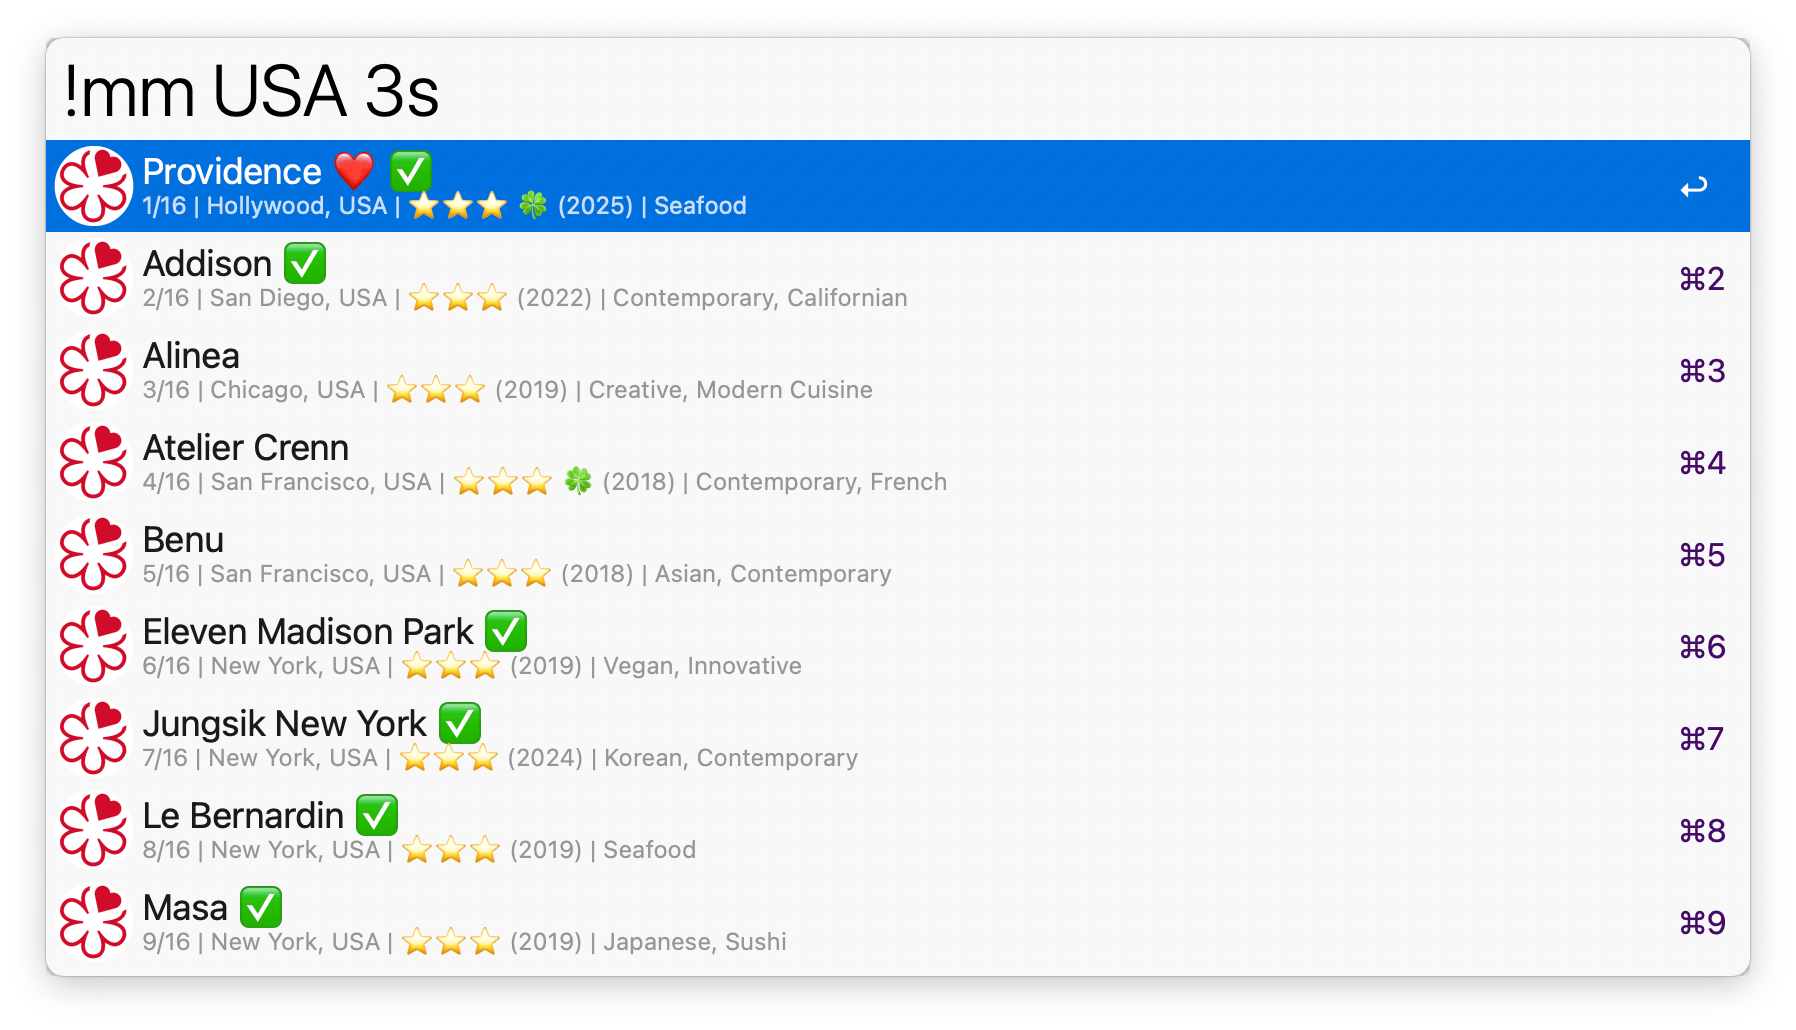 !mm USA 3s
Providence ❤️ ✅
1/16 | Hollywood, USA | ⭐⭐⭐ 🍀 (2025) | Seafood
Addison ✅
2/16 | San Diego, USA | ⭐⭐⭐ (2022) | Contemporary, Californian
⌘2
Alinea
3/16 | Chicago, USA | ⭐⭐⭐ (2019) | Creative, Modern Cuisine
⌘3
Atelier Crenn
4/16 | San Francisco, USA | ⭐⭐⭐ 🍀 (2018) | Contemporary, French
⌘4
Benu
5/16 | San Francisco, USA | ⭐⭐⭐ (2018) | Asian, Contemporary
⌘5
Eleven Madison Park ✅
6/16 | New York, USA | ⭐⭐⭐ (2019) | Vegan, Innovative
⌘6
Jungsik New York ✅
7/16 | New York, USA | ⭐⭐⭐ (2024) | Korean, Contemporary
⌘7
Le Bernardin ✅
8/16 | New York, USA | ⭐⭐⭐ (2019) | Seafood
⌘8
Masa ✅
9/16 | New York, USA | ⭐⭐⭐ (2019) | Japanese, Sushi
⌘9